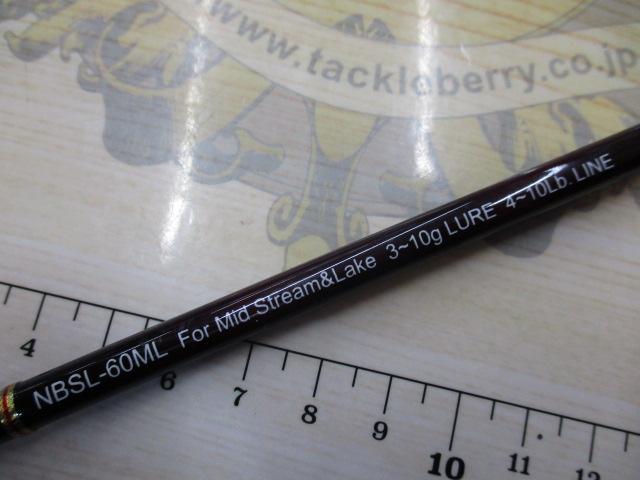 www.tackleberry.co.jp
NBSL-60ML For Mid Stream&Lake 3~10g LURE 4~10Lb. LINE
4 6 7 8 9 10 11 12